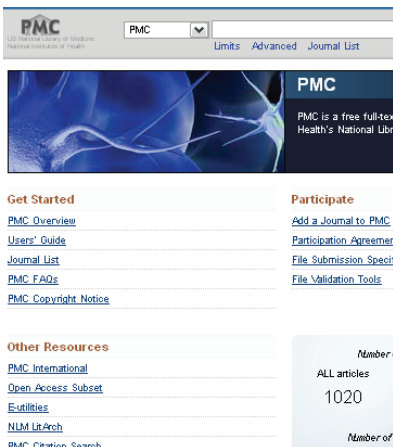 PMC
US National Library of Medicine
National Institutes of Health
PMC
Limits Advanced Journal List
PMC
PMC is a free full-tex
Health's National Libr
Get Started
PMC Overview
Users' Guide
Journal List
PMC FAQs
PMC Copyright Notice
Participate
Add a Journal to PMC
Participation Agreemen
File Submission Specif
File Validation Tools
Other Resources
PMC International
Open Access Subset
E-utilities
NLM LitArch
PMC Citation Search
Number
ALL articles
1020
Number of